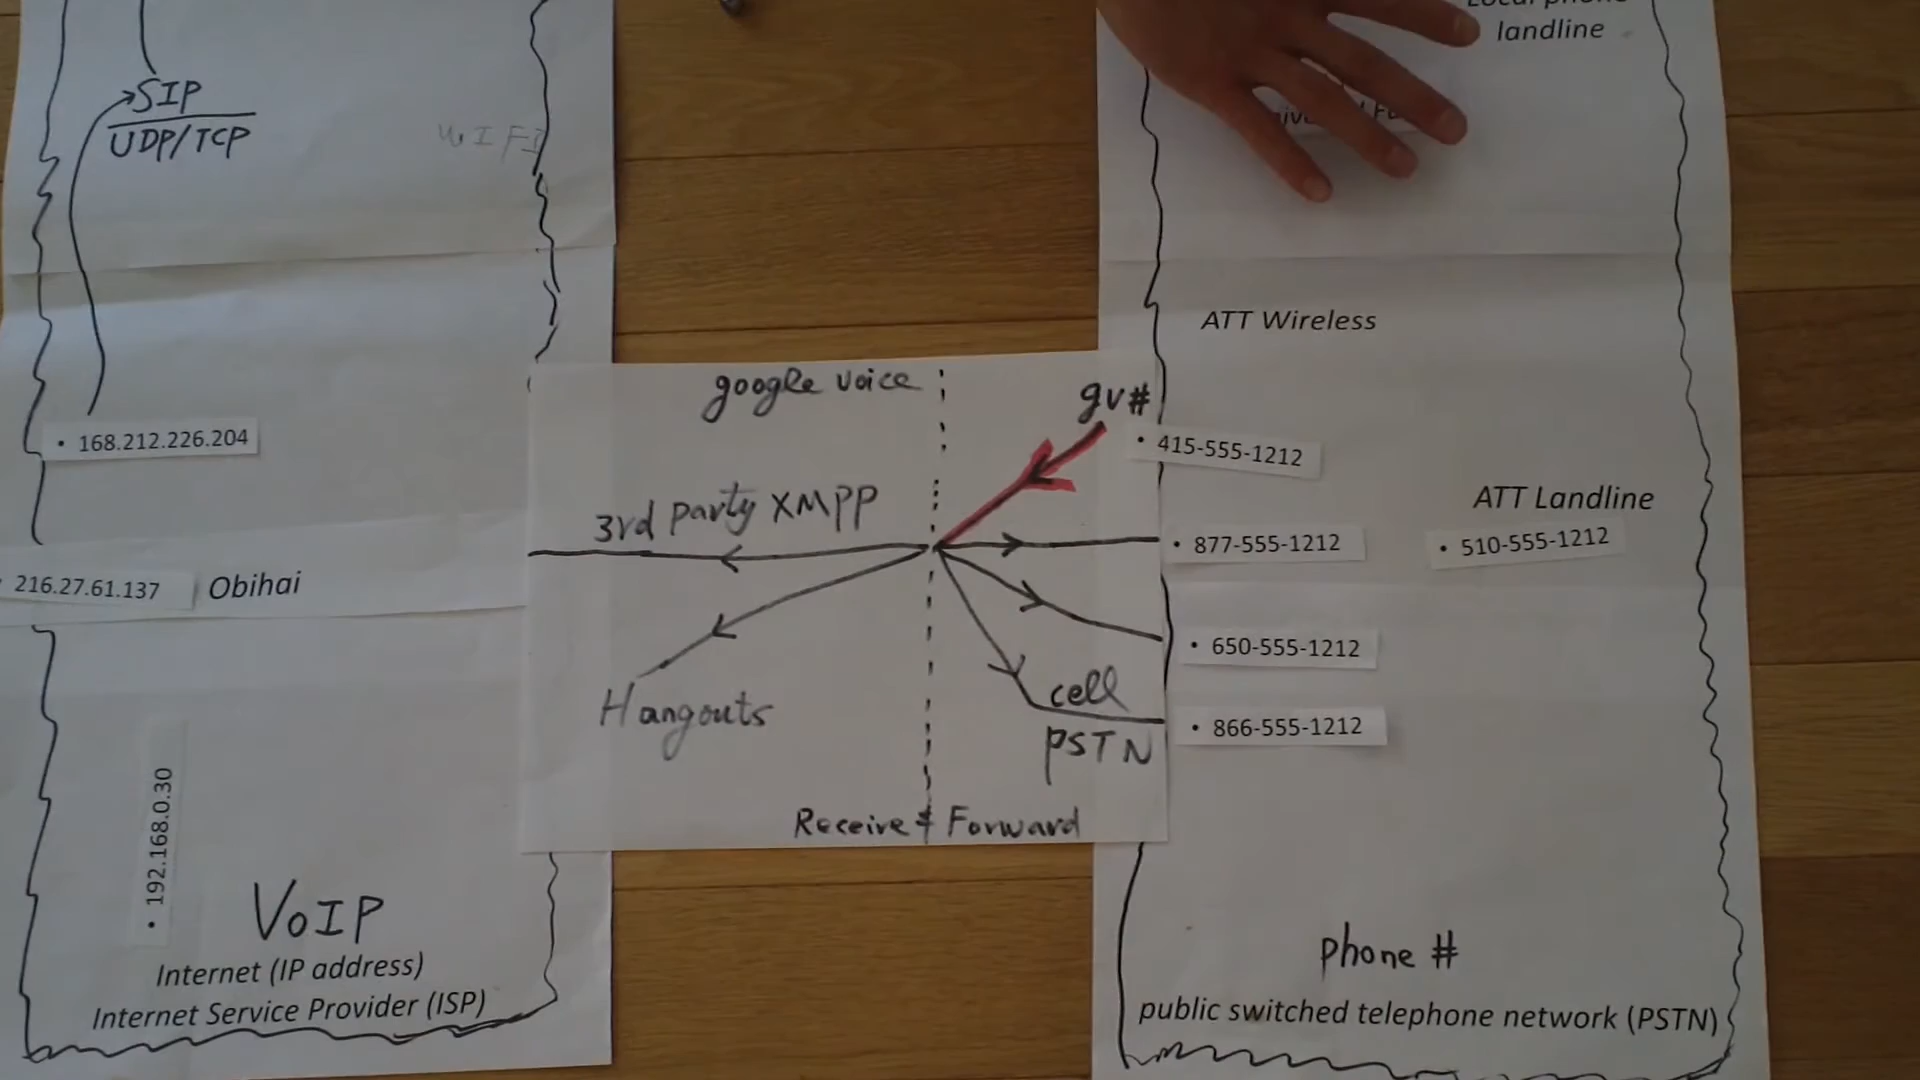 SIP
UDP/TCP
WIFI
168.212.226.204
216.27.61.137
Obihai
192.168.0.30
VoIP
Internet (IP address)
Internet Service Provider (ISP)
google voice
gv#
3rd party XMPP
Hangouts
cell
PSTN
Receive & Forward
Local phone
landline
ATT Wireless
415-555-1212
ATT Landline
877-555-1212
510-555-1212
650-555-1212
866-555-1212
phone #
public switched telephone network (PSTN)